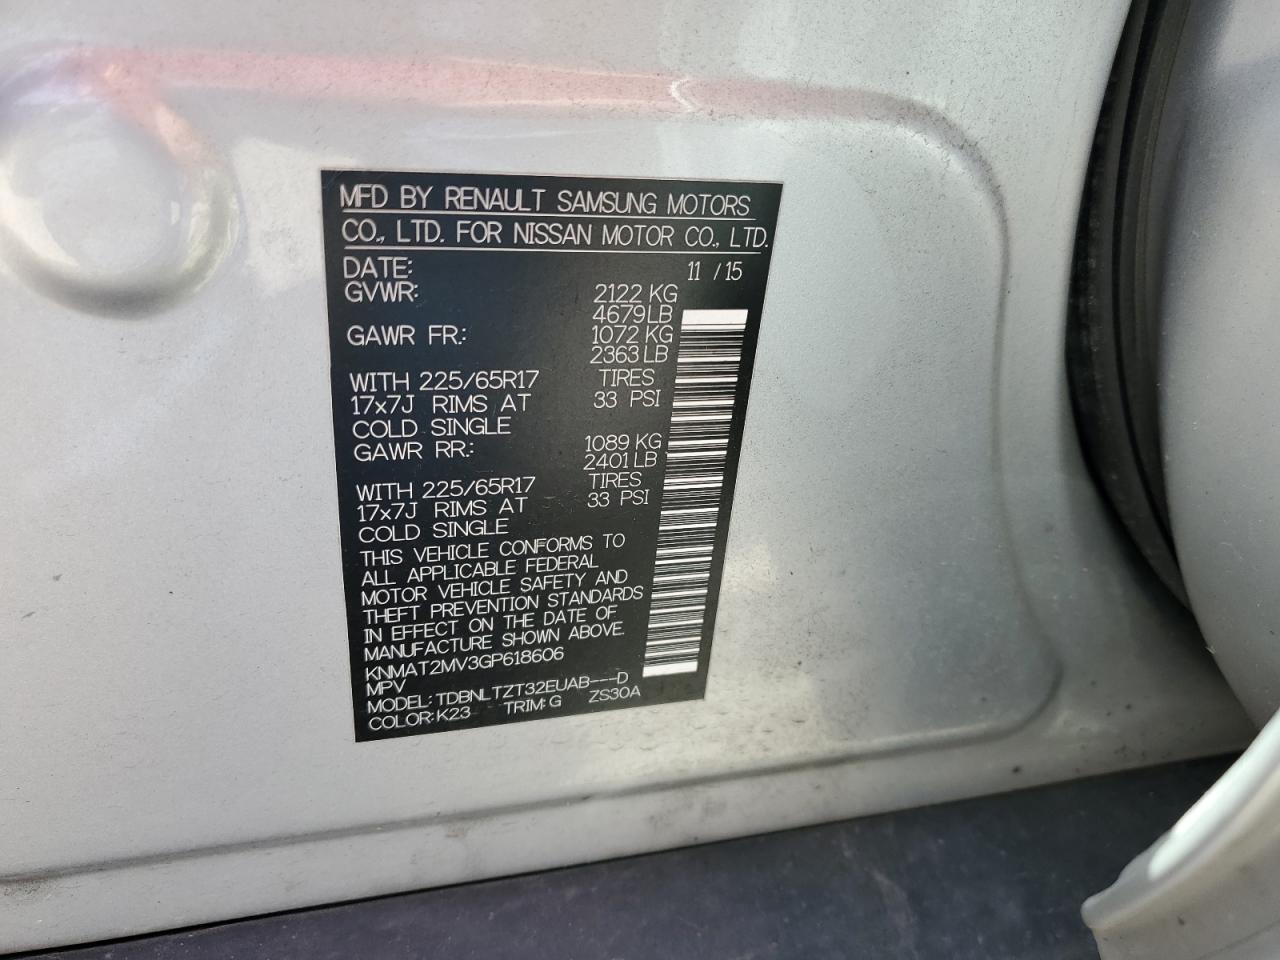 MFD BY RENAULT SAMSUNG MOTORS
CO., LTD. FOR NISSAN MOTOR CO., LTD.
DATE: 11 / 15
GVWR: 2122 KG
4679 LB
GAWR FR.: 1072 KG
2363 LB
WITH 225/65R17 TIRES
17x7J RIMS AT 33 PSI
COLD SINGLE
GAWR RR.: 1089 KG
2401 LB
WITH 225/65R17 TIRES
17x7J RIMS AT 33 PSI
COLD SINGLE
THIS VEHICLE CONFORMS TO
ALL APPLICABLE FEDERAL
MOTOR VEHICLE SAFETY AND
THEFT PREVENTION STANDARDS
IN EFFECT ON THE DATE OF
MANUFACTURE SHOWN ABOVE.
KNMAT2MV3GP618606
MPV
MODEL: TDBNLTZT32EUAB---D
COLOR: K23 TRIM: G ZS30A